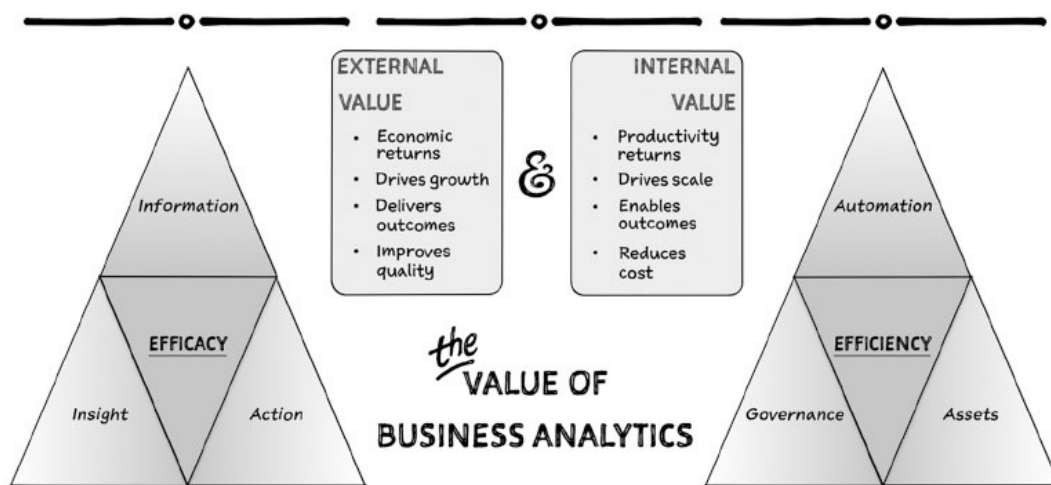 Information
EFFICACY
Insight
Action
EXTERNAL
VALUE
• Economic
returns
• Drives growth
• Delivers
outcomes
• Improves
quality
&
INTERNAL
VALUE
• Productivity
returns
• Drives scale
• Enables
outcomes
• Reduces
cost
the
VALUE OF
BUSINESS ANALYTICS
Automation
EFFICIENCY
Governance
Assets